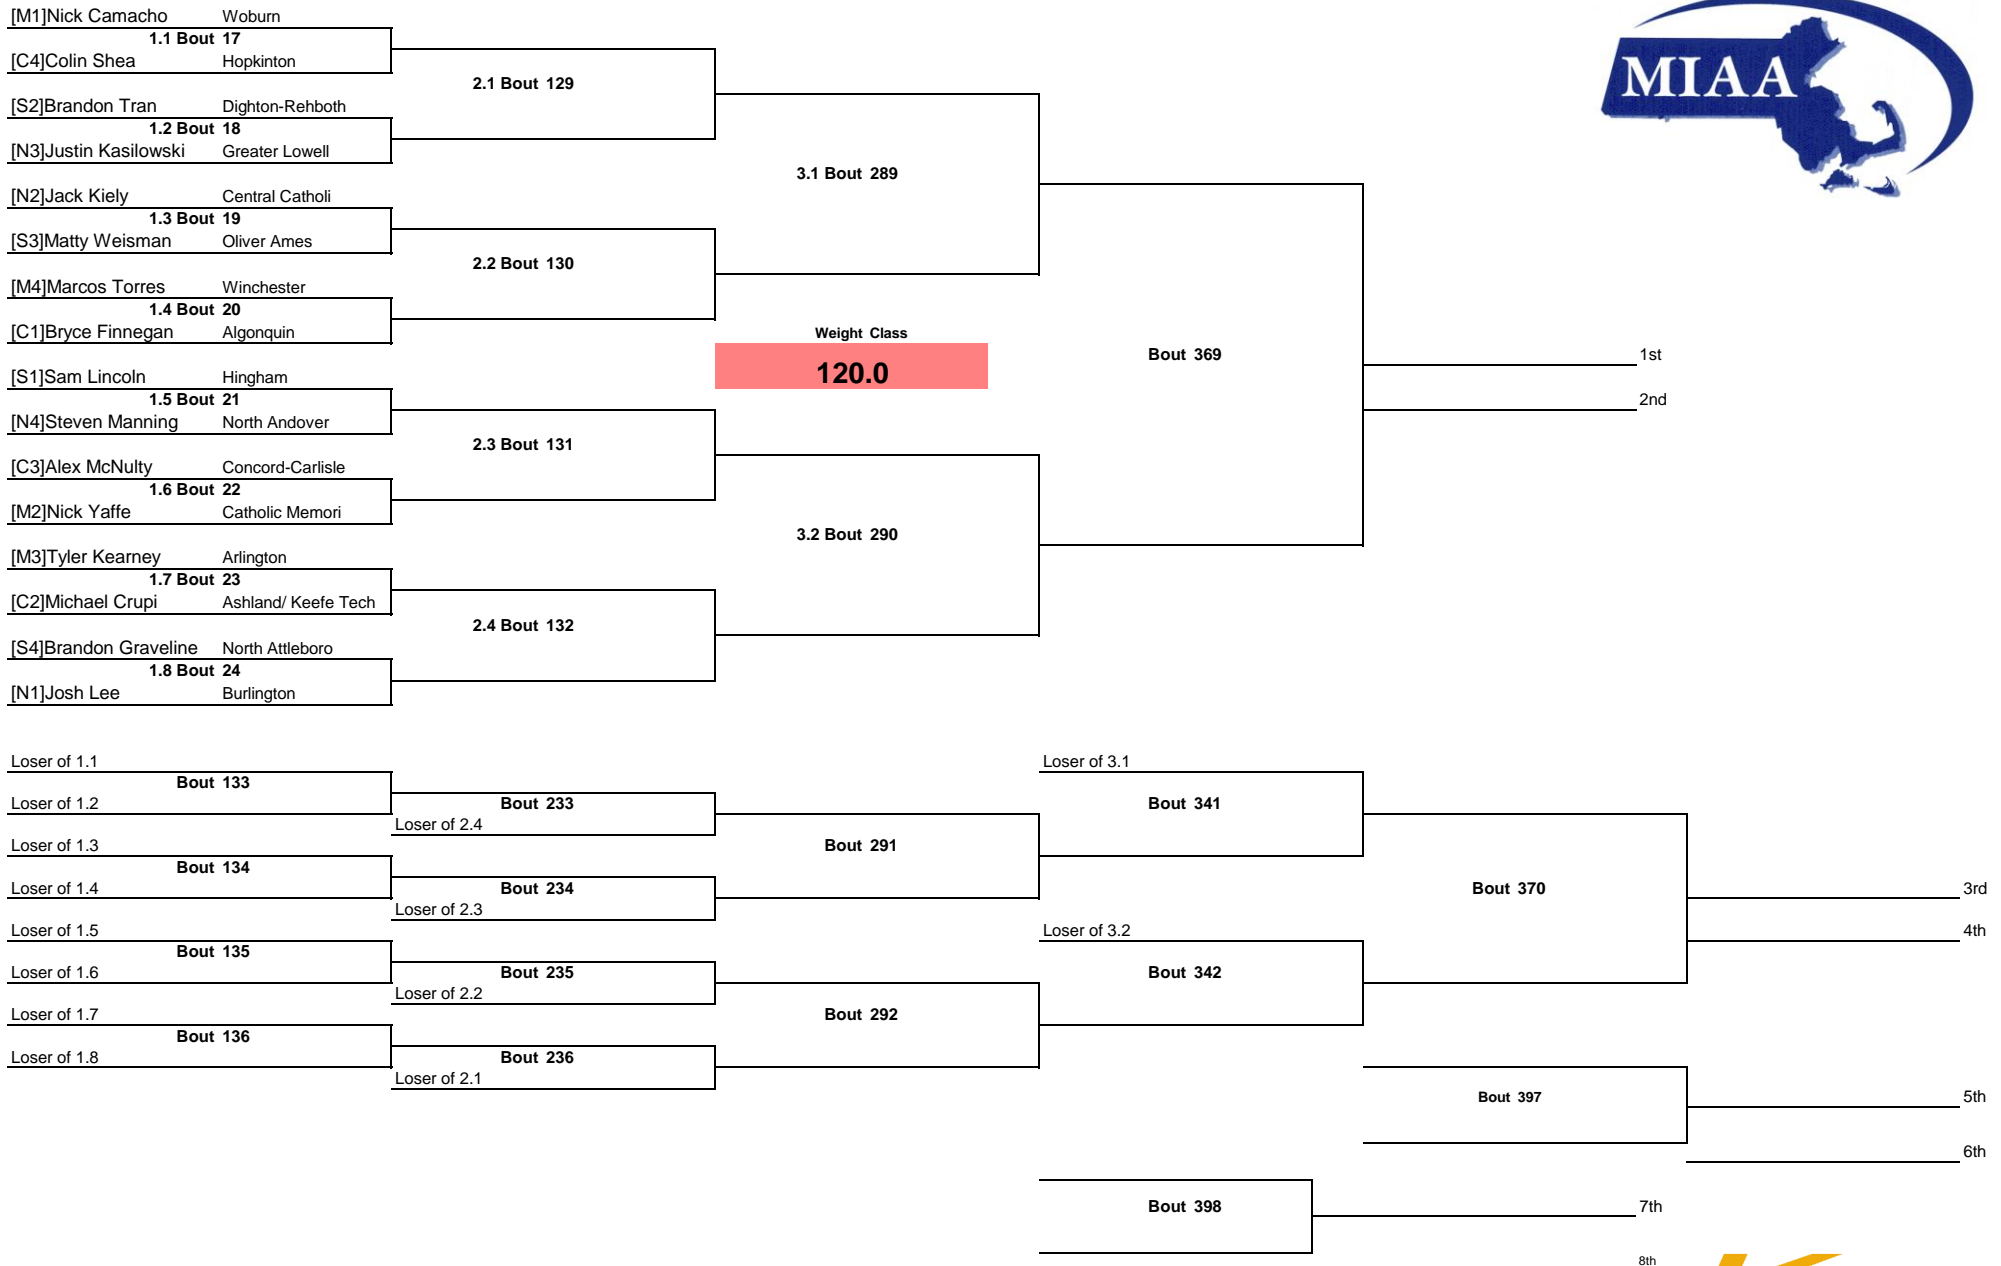 [M1]Nick Camacho Woburn
1.1 Bout 17
[C4]Colin Shea Hopkinton
2.1 Bout 129
[S2]Brandon Tran Dighton-Rehboth
1.2 Bout 18
[N3]Justin Kasilowski Greater Lowell
3.1 Bout 289
[N2]Jack Kiely Central Catholi
1.3 Bout 19
[S3]Matty Weisman Oliver Ames
2.2 Bout 130
[M4]Marcos Torres Winchester
1.4 Bout 20
[C1]Bryce Finnegan Algonquin
MIAA
Weight Class
120.0
Bout 369
1st
2nd
[S1]Sam Lincoln Hingham
1.5 Bout 21
[N4]Steven Manning North Andover
2.3 Bout 131
[C3]Alex McNulty Concord-Carlisle
1.6 Bout 22
[M2]Nick Yaffe Catholic Memori
3.2 Bout 290
[M3]Tyler Kearney Arlington
1.7 Bout 23
[C2]Michael Crupi Ashland/ Keefe Tech
2.4 Bout 132
[S4]Brandon Graveline North Attleboro
1.8 Bout 24
[N1]Josh Lee Burlington
Loser of 1.1
Bout 133
Loser of 1.2
Bout 233
Loser of 2.4
Loser of 1.3
Bout 134
Loser of 1.4
Bout 234
Loser of 2.3
Bout 291
Loser of 3.1
Bout 341
Loser of 1.5
Bout 135
Loser of 1.6
Bout 235
Loser of 2.2
Loser of 1.7
Bout 136
Loser of 1.8
Bout 236
Loser of 2.1
Bout 292
Loser of 3.2
Bout 342
Bout 370
3rd
4th
Bout 397
5th
6th
Bout 398
7th
8th